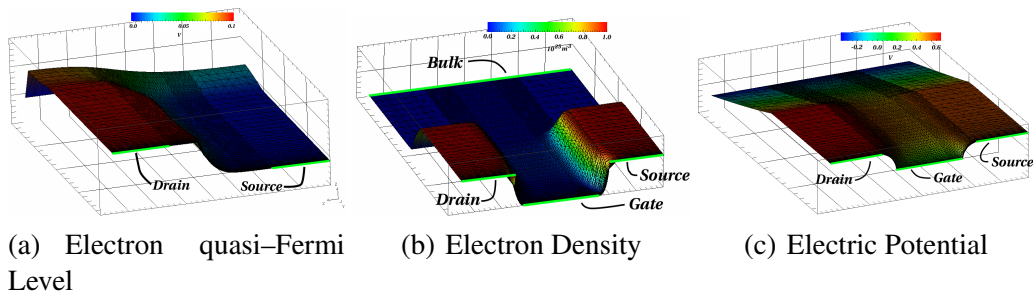 0.0 0.05 0.1
V
Drain
Source
(a) Electron quasi–Fermi
Level
0.0 0.2 0.4 0.6 0.8 1.0
Bulk
Drain
Source
Gate
(b) Electron Density
-0.2 0.0 0.2 0.4 0.6
V
Drain
Gate
Source
(c) Electric Potential